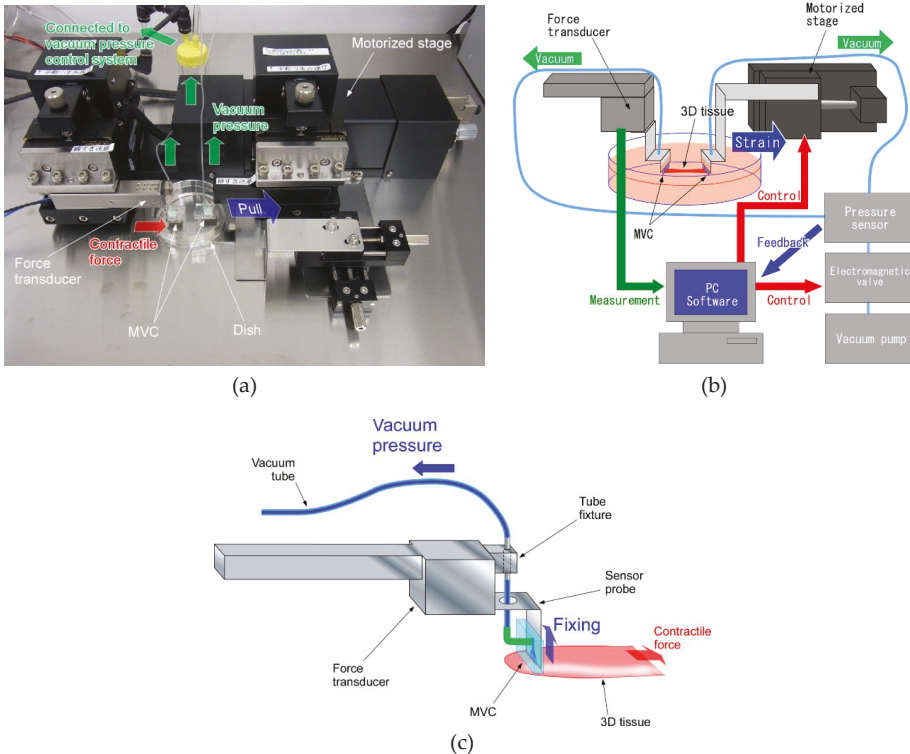 Connected to
vacuum pressure
control system
Motorized stage
Vacuum
pressure
Pull
Contractile
force
Force
transducer
MVC
Dish
(a)
Force
transducer
Motorized
stage
Vacuum
Vacuum
3D tissue
Strain
MVC
Control
Pressure
sensor
Feedback
Electromagnetic
valve
PC
Software
Measurement
Control
Vacuum pump
(b)
Vacuum
pressure
Vacuum
tube
Tube
fixture
Sensor
probe
Fixing
Contractile
force
Force
transducer
MVC
3D tissue
(c)